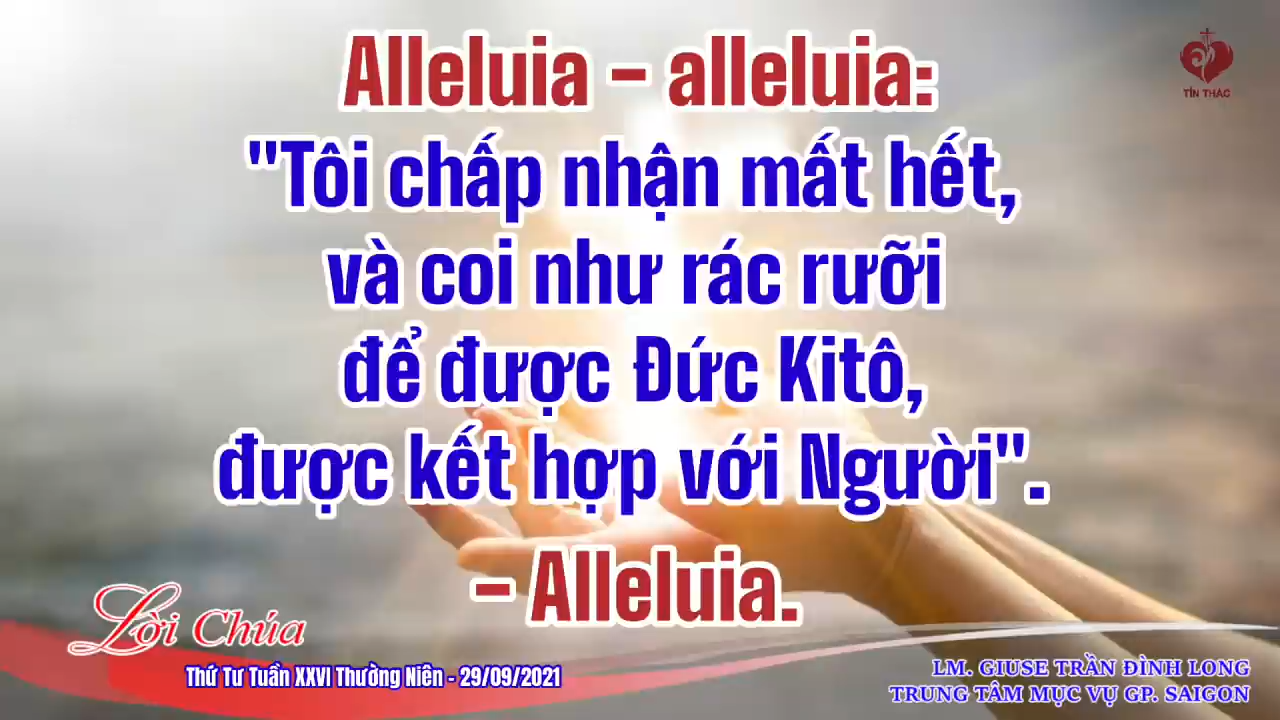 Alleluia – alleluia:
"Tôi chấp nhận mất hết,
và coi như rác rưỡi
để được Đức Kitô,
được kết hợp với Người".
– Alleluia.
TÍN THÁC
Lời Chúa
Thứ Tư Tuần XXVI Thường Niên - 29/09/2021
LM. GIUSE TRẦN ĐÌNH LONG
TRUNG TÂM MỤC VỤ GP. SAIGON